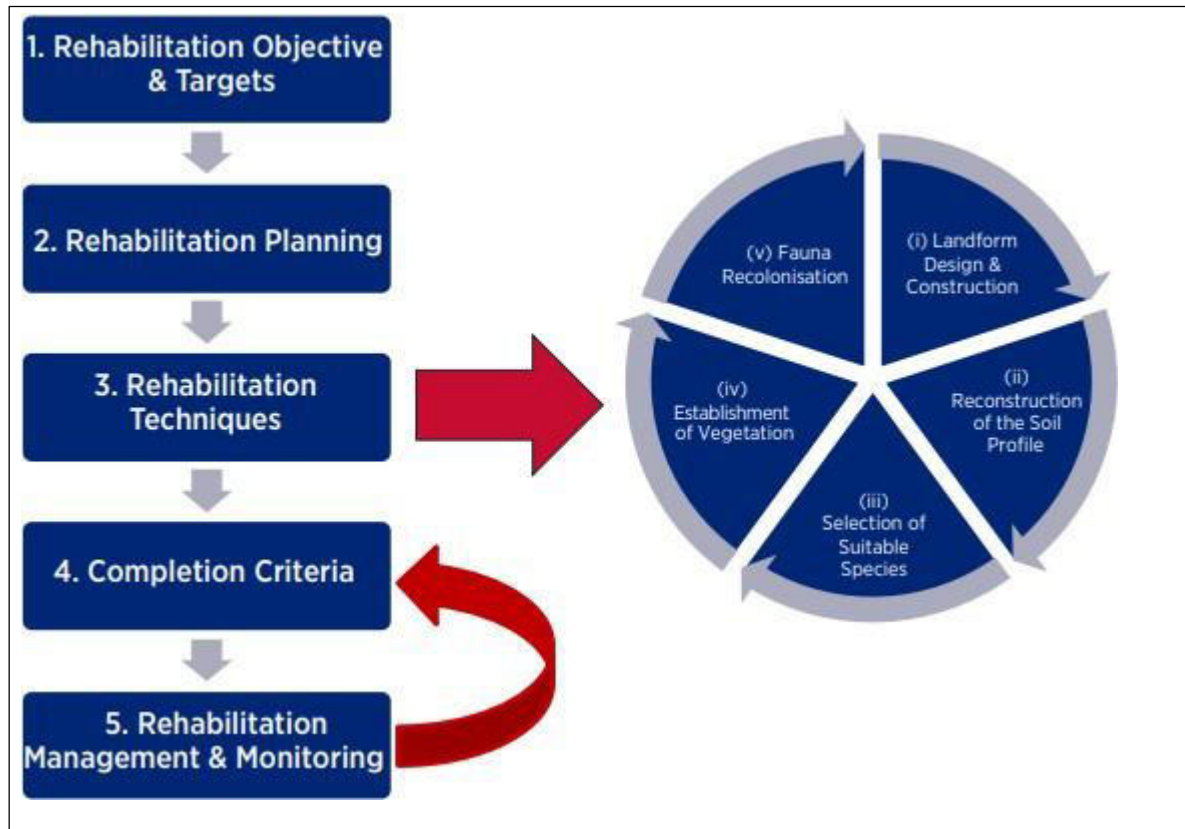 1. Rehabilitation Objective
& Targets
2. Rehabilitation Planning
3. Rehabilitation
Techniques
4. Completion Criteria
5. Rehabilitation
Management & Monitoring
(i) Landform
Design &
Construction
(ii)
Reconstruction
of the Soil
Profile
(iii)
Selection of
Suitable
Species
(iv)
Establishment
of Vegetation
(v) Fauna
Recolonisation